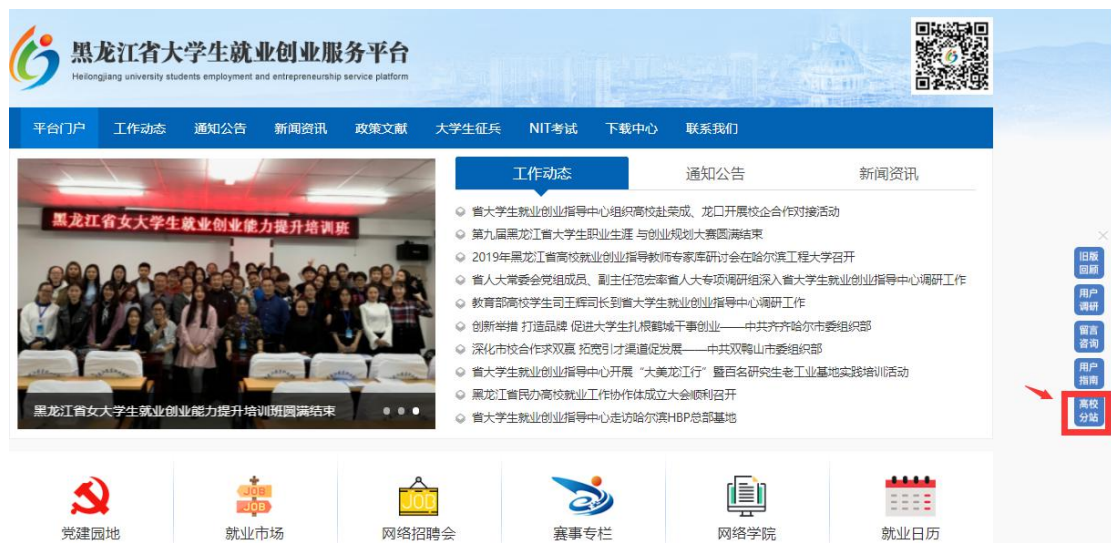 黑龙江省大学生就业创业服务平台
Heilongjiang university students employment and entrepreneurship service platform
平台门户 工作动态 通知公告 新闻资讯 政策文献 大学生征兵 NIT考试 下载中心 联系我们
黑龙江省女大学生就业创业能力提升培训班
黑龙江省女大学生就业创业能力提升培训班圆满结束
工作动态 通知公告 新闻资讯
省大学生就业创业指导中心组织高校赴荣成、龙口开展校企合作对接活动
第九届黑龙江省大学生职业生涯 与创业规划大赛圆满结束
2019年黑龙江省高校就业创业指导教师专家库研讨会在哈尔滨工程大学召开
省人大常委会党组成员、副主任范宏率省人大专项调研组深入省大学生就业创业指导中心调研工作
教育部高校学生司王辉司长到省大学生就业创业指导中心调研工作
创新举措 打造品牌 促进大学生扎根鹤城干事创业——中共齐齐哈尔市委组织部
深化市校合作求双赢 拓宽引才渠道促发展——中共双鸭山市委组织部
省大学生就业创业指导中心开展“大美龙江行”暨百名研究生老工业基地实践培训活动
黑龙江省民办高校就业工作协作体成立大会顺利召开
省大学生就业创业指导中心走访哈尔滨HBP总部基地
旧版
回顾
用户
调研
留言
咨询
用户
指南
高校
分站
JOB
JOB
JOB
党建园地 就业市场 网络招聘会 赛事专栏 网络学院 就业日历